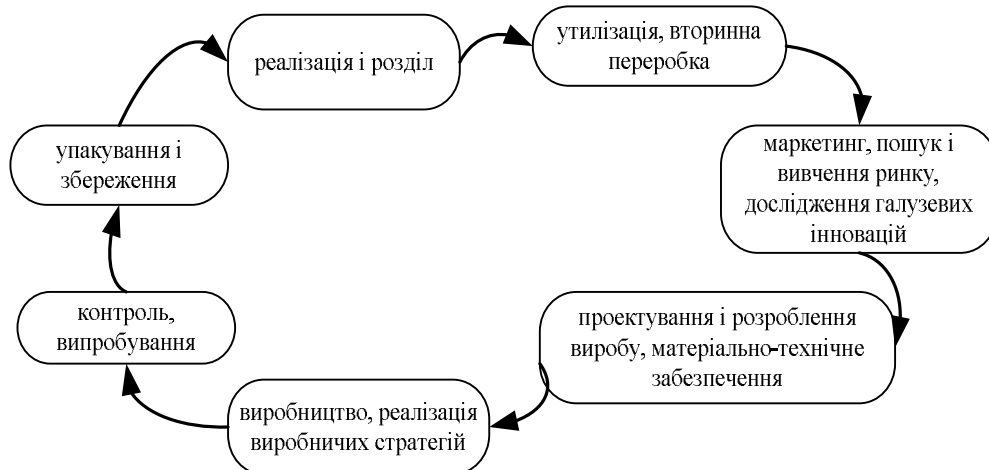 реалізація і розділ
утилізація, вторинна
переробка
маркетинг, пошук і
вивчення ринку,
дослідження галузевих
інновацій
проектування і розроблення
виробу, матеріально-технічне
забезпечення
виробництво, реалізація
виробничих стратегій
контроль,
випробування
упакування і
збереження